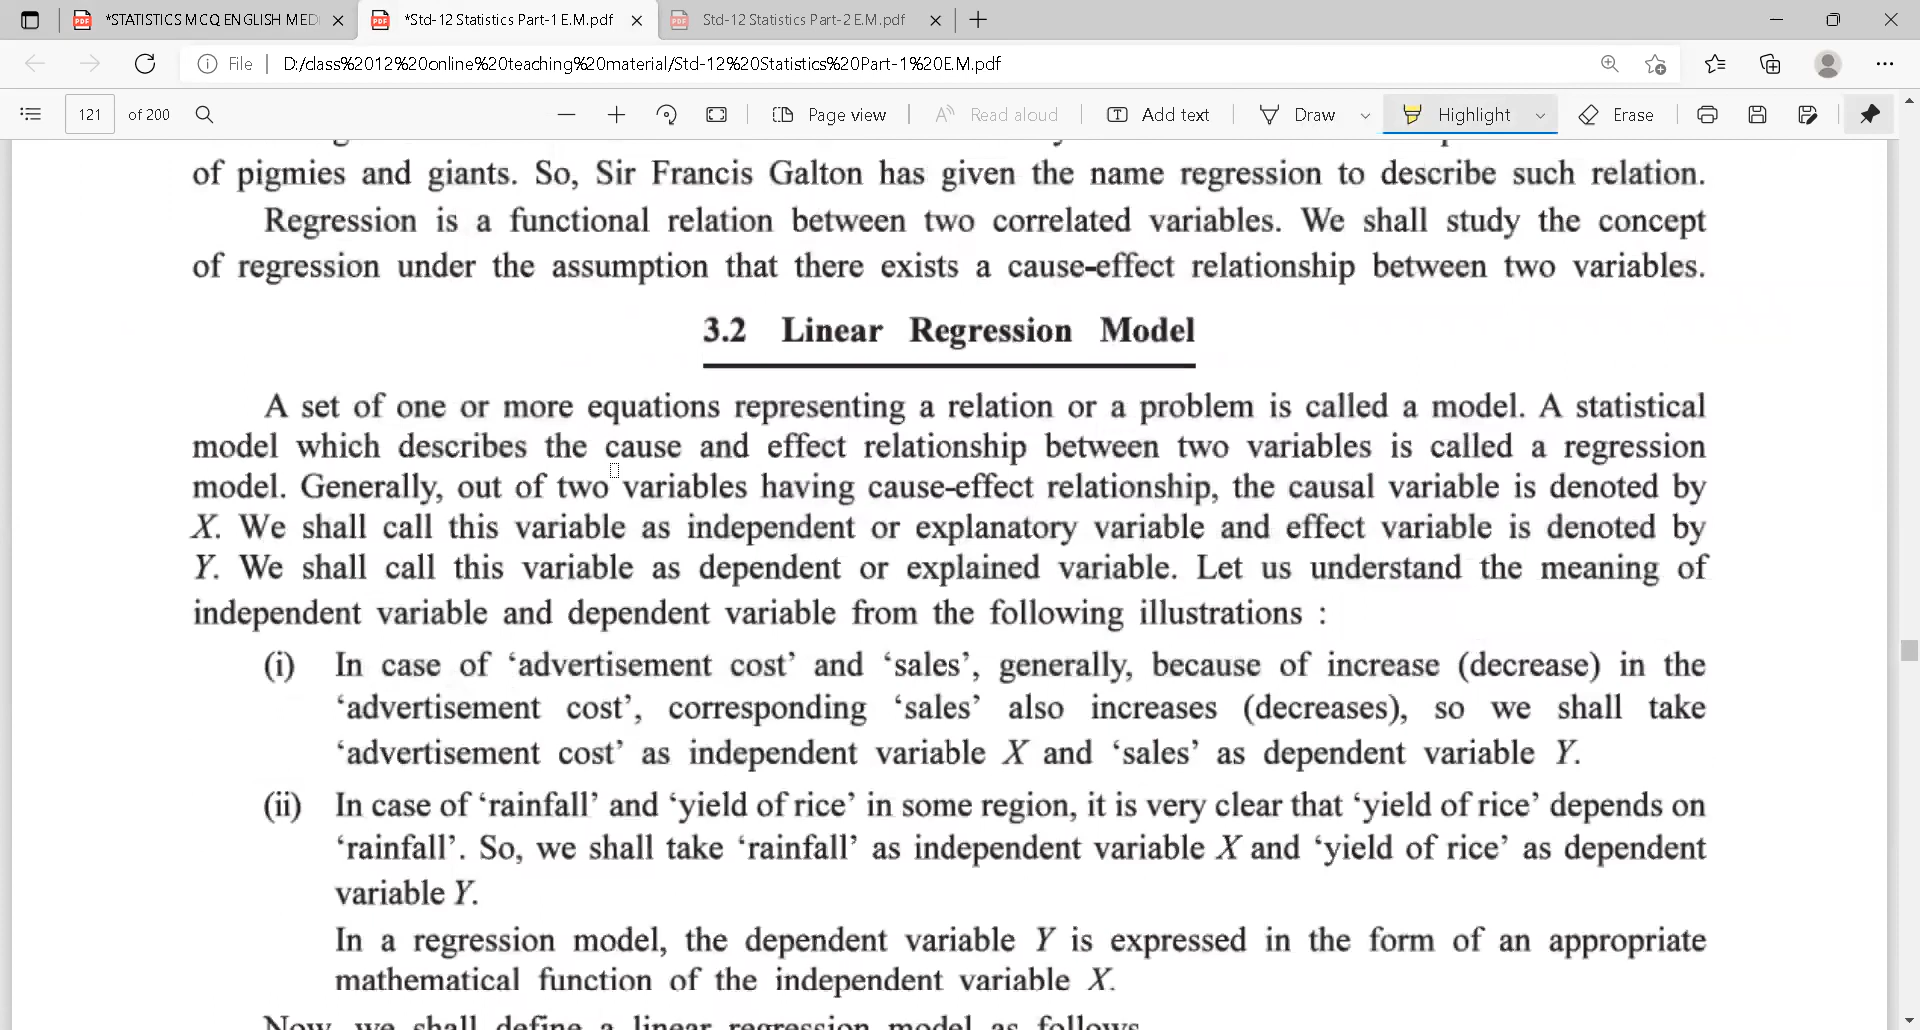 *STATISTICS MCQ ENGLISH MEDI
*Std-12 Statistics Part-1 E.M.pdf
Std-12 Statistics Part-2 E.M.pdf
File
D:/class%2012%20online%20teaching%20material/Std-12%20Statistics%20Part-1%20E.M.pdf
121 of 200
Page view
Read aloud
Add text
Draw
Highlight
Erase
of pigmies and giants. So, Sir Francis Galton has given the name regression to describe such relation.
Regression is a functional relation between two correlated variables. We shall study the concept
of regression under the assumption that there exists a cause-effect relationship between two variables.
3.2 Linear Regression Model
A set of one or more equations representing a relation or a problem is called a model. A statistical
model which describes the cause and effect relationship between two variables is called a regression
model. Generally, out of two variables having cause-effect relationship, the causal variable is denoted by
X. We shall call this variable as independent or explanatory variable and effect variable is denoted by
Y. We shall call this variable as dependent or explained variable. Let us understand the meaning of
independent variable and dependent variable from the following illustrations :
(i) In case of ‘advertisement cost’ and ‘sales’, generally, because of increase (decrease) in the
‘advertisement cost’, corresponding ‘sales’ also increases (decreases), so we shall take
‘advertisement cost’ as independent variable X and ‘sales’ as dependent variable Y.
(ii) In case of ‘rainfall’ and ‘yield of rice’ in some region, it is very clear that ‘yield of rice’ depends on
‘rainfall’. So, we shall take ‘rainfall’ as independent variable X and ‘yield of rice’ as dependent
variable Y.
In a regression model, the dependent variable Y is expressed in the form of an appropriate
mathematical function of the independent variable X.
Now, we shall define a linear regression model as follows